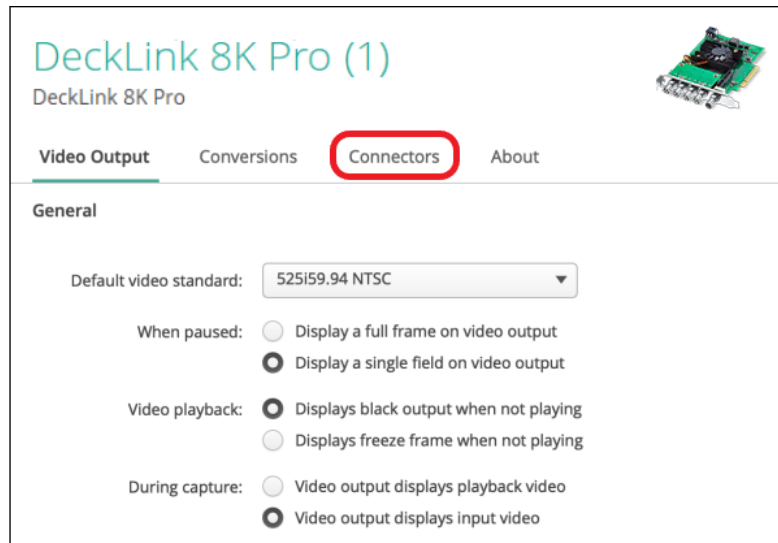 DeckLink 8K Pro (1)
DeckLink 8K Pro
Video Output Conversions Connectors About
General
Default video standard: 525i59.94 NTSC
When paused: Display a full frame on video output
Display a single field on video output
Video playback: Displays black output when not playing
Displays freeze frame when not playing
During capture: Video output displays playback video
Video output displays input video